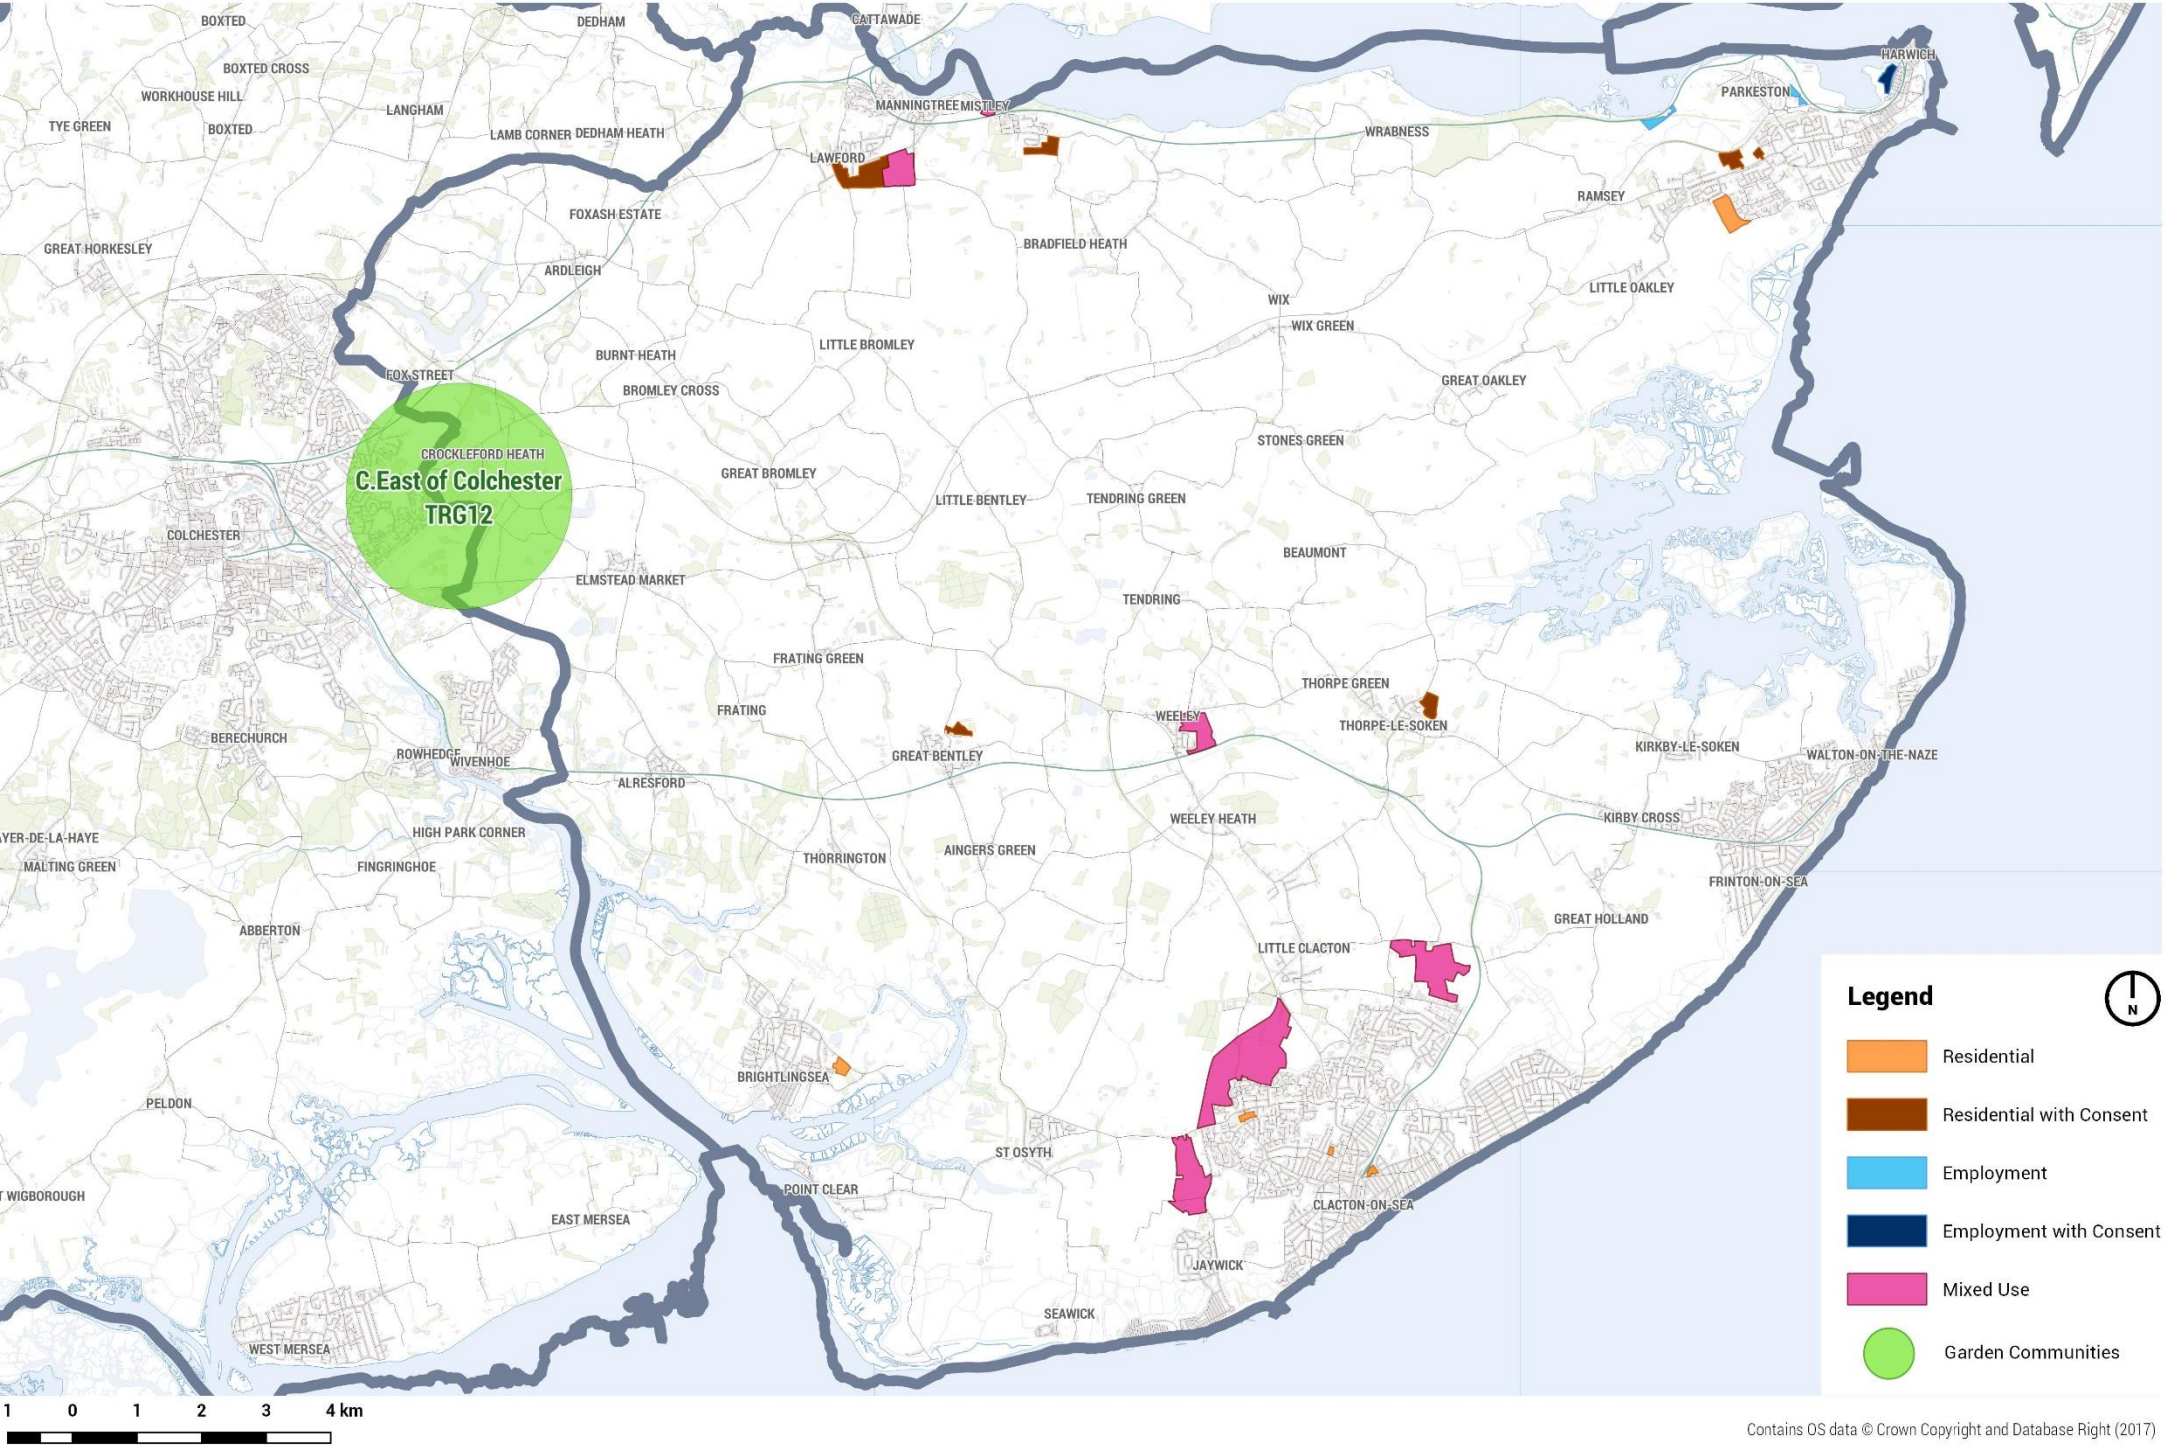 BOXTED
DEDHAM
CATTAWADE
BOXTED CROSS
HARWICH
WORKHOUSE HILL
LANGHAM
MANNINGTREE
MISTLEY
PARKESTON
TYE GREEN
BOXTED
LAMB CORNER
DEDHAM HEATH
WRABNESS
LAWFORD
RAMSEY
FOXASH ESTATE
GREAT HORKESLEY
BRADFIELD HEATH
ARDLEIGH
LITTLE OAKLEY
WIX
WIX GREEN
LITTLE BROMLEY
BURNT HEATH
FOX STREET
BROMLEY CROSS
GREAT OAKLEY
STONES GREEN
CROCKLEFORD HEATH
C.East of Colchester
TRG12
GREAT BROMLEY
LITTLE BENTLEY
TENDRING GREEN
COLCHESTER
BEAUMONT
ELMSTEAD MARKET
TENDRING
FRATING GREEN
THORPE GREEN
FRATING
WEELEY
THORPE-LE-SOKEN
BERECHURCH
ROWHEDGE
WIVENHOE
GREAT BENTLEY
KIRKBY-LE-SOKEN
WALTON-ON-THE-NAZE
ALRESFORD
HIGH PARK CORNER
WEELEY HEATH
KIRBY CROSS
AYER-DE-LA-HAYE
MALTING GREEN
FINGRINGHOE
THORRINGTON
AINGERS GREEN
FRINTON-ON-SEA
ABBERTON
GREAT HOLLAND
LITTLE CLACTON
BRIGHTLINGSEA
PELDON
ST OSYTH
T WIGBOROUGH
POINT CLEAR
EAST MERSEA
CLACTON-ON-SEA
JAYWICK
SEAWICK
WEST MERSEA
Legend
N
Residential
Residential with Consent
Employment
Employment with Consent
Mixed Use
Garden Communities
1 0 1 2 3 4 km
Contains OS data © Crown Copyright and Database Right (2017)